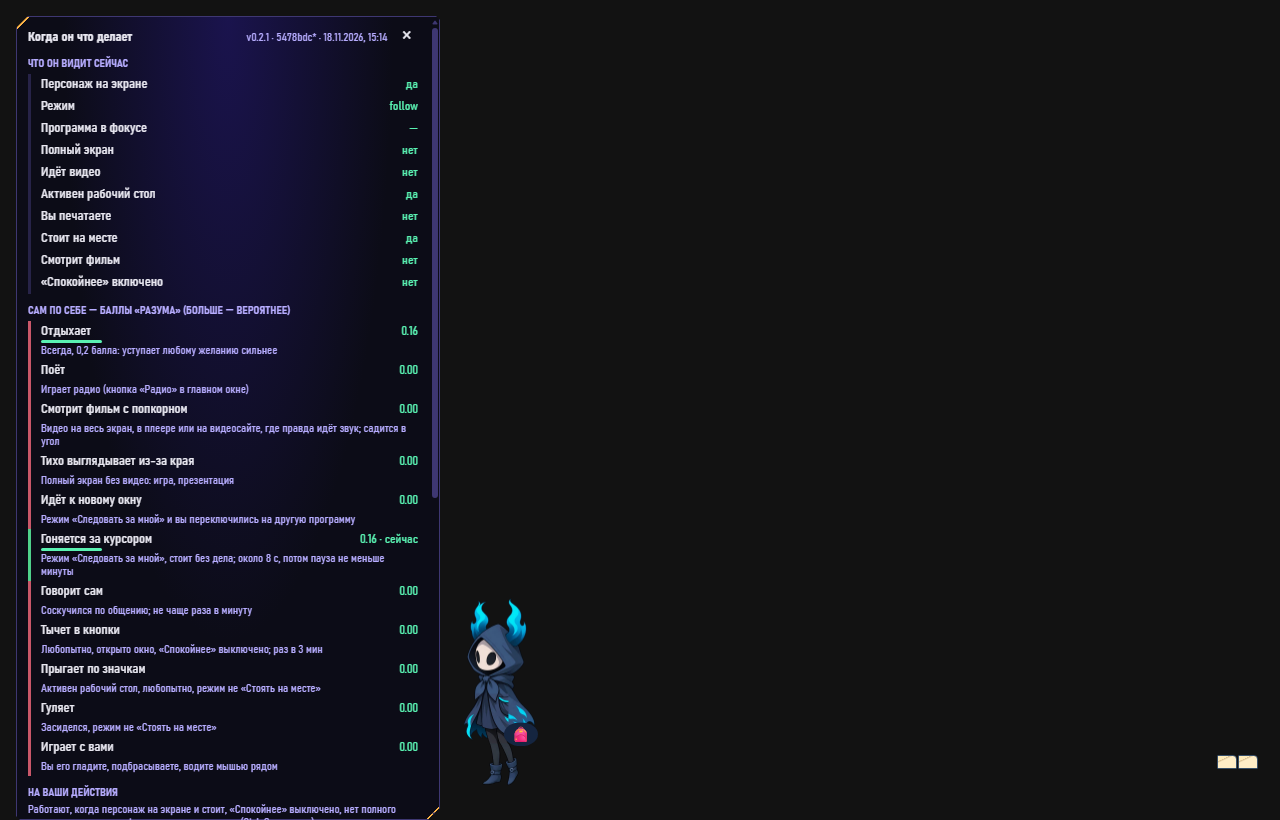 Когда он что делает
v0.2.1 · 5478bdc* · 18.11.2026, 15:14 ×
ЧТО ОН ВИДИТ СЕЙЧАС
Персонаж на экране да
Режим follow
Программа в фокусе —
Полный экран нет
Идёт видео нет
Активен рабочий стол да
Вы печатаете нет
Стоит на месте да
Смотрит фильм нет
«Спокойнее» включено нет
САМ ПО СЕБЕ — БАЛЛЫ «РАЗУМА» (БОЛЬШЕ — ВЕРОЯТНЕЕ)
Отдыхает 0.16
Всегда, 0,2 балла: уступает любому желанию сильнее
Поёт 0.00
Играет радио (кнопка «Радио» в главном окне)
Смотрит фильм с попкорном 0.00
Видео на весь экран, в плеере или на видеосайте, где правда идёт звук; садится в
угол
Тихо выглядывает из-за края 0.00
Полный экран без видео: игра, презентация
Идёт к новому окну 0.00
Режим «Следовать за мной» и вы переключились на другую программу
Гоняется за курсором 0.16 · сейчас
Режим «Следовать за мной», стоит без дела; около 8 с, потом пауза не меньше
минуты
Говорит сам 0.00
Соскучился по общению; не чаще раза в минуту
Тычет в кнопки 0.00
Любопытно, открыто окно, «Спокойнее» выключено; раз в 3 мин
Прыгает по значкам 0.00
Активен рабочий стол, любопытно, режим не «Стоять на месте»
Гуляет 0.00
Засиделся, режим не «Стоять на месте»
Играет с вами 0.00
Вы его гладите, подбрасываете, водите мышью рядом
НА ВАШИ ДЕЙСТВИЯ
Работают, когда персонаж на экране и стоит, «Спокойнее» выключено, нет полного